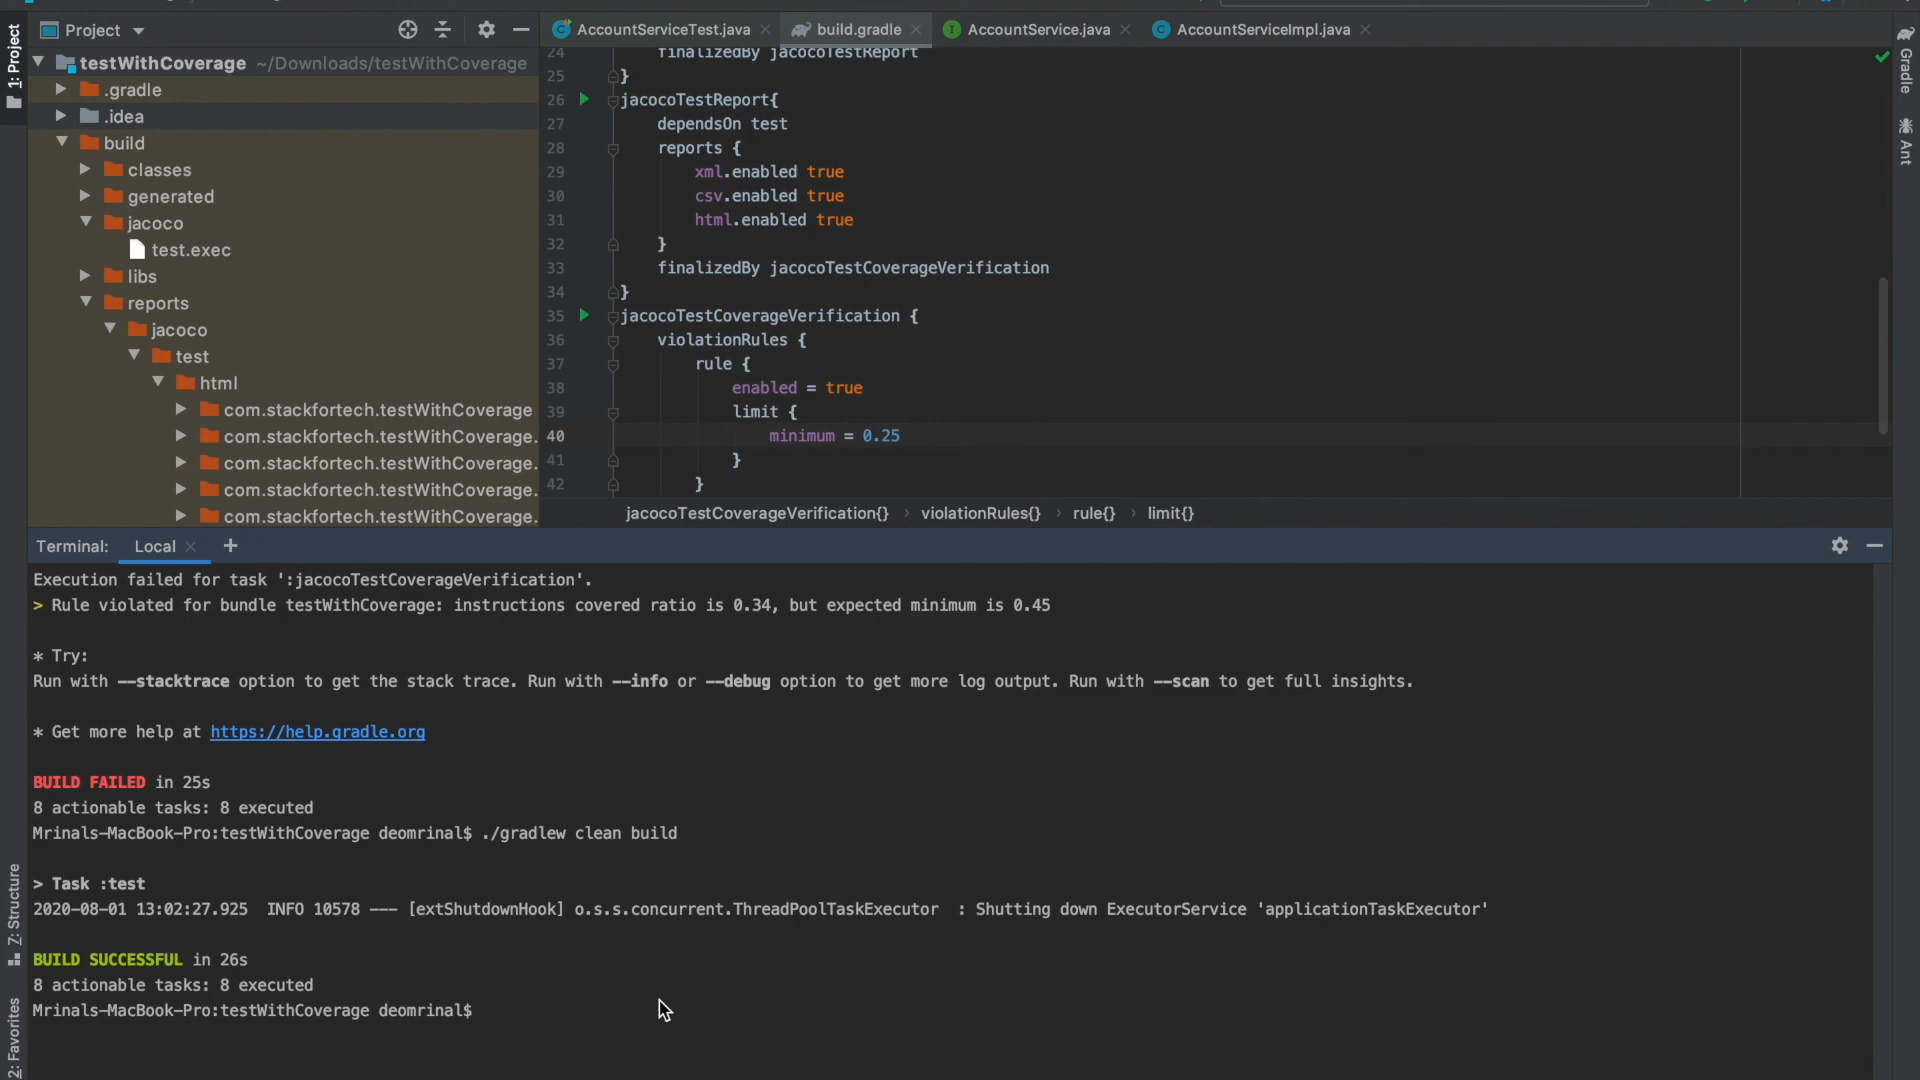 Project
testWithCoverage ~/Downloads/testWithCoverage
.gradle
.idea
build
classes
generated
jacoco
test.exec
libs
reports
jacoco
test
html
com.stackfortech.testWithCoverage
com.stackfortech.testWithCoverage.
com.stackfortech.testWithCoverage.
com.stackfortech.testWithCoverage.
com.stackfortech.testWithCoverage.
1: Project
Z: Structure
2: Favorites
AccountServiceTest.java
build.gradle
AccountService.java
AccountServiceImpl.java
24 finalizedBy jacocoTestReport
25 }
26 jacocoTestReport{
27 dependsOn test
28 reports {
29 xml.enabled true
30 csv.enabled true
31 html.enabled true
32 }
33 finalizedBy jacocoTestCoverageVerification
34 }
35 jacocoTestCoverageVerification {
36 violationRules {
37 rule {
38 enabled = true
39 limit {
40 minimum = 0.25
41 }
42 }
jacocoTestCoverageVerification{} › violationRules{} › rule{} › limit{}
Gradle
Ant
Terminal: Local +
Execution failed for task ':jacocoTestCoverageVerification'.
> Rule violated for bundle testWithCoverage: instructions covered ratio is 0.34, but expected minimum is 0.45
* Try:
Run with --stacktrace option to get the stack trace. Run with --info or --debug option to get more log output. Run with --scan to get full insights.
* Get more help at https://help.gradle.org
BUILD FAILED in 25s
8 actionable tasks: 8 executed
Mrinals-MacBook-Pro:testWithCoverage deomrinal$ ./gradlew clean build
> Task :test
2020-08-01 13:02:27.925  INFO 10578 --- [extShutdownHook] o.s.s.concurrent.ThreadPoolTaskExecutor  : Shutting down ExecutorService 'applicationTaskExecutor'
BUILD SUCCESSFUL in 26s
8 actionable tasks: 8 executed
Mrinals-MacBook-Pro:testWithCoverage deomrinal$